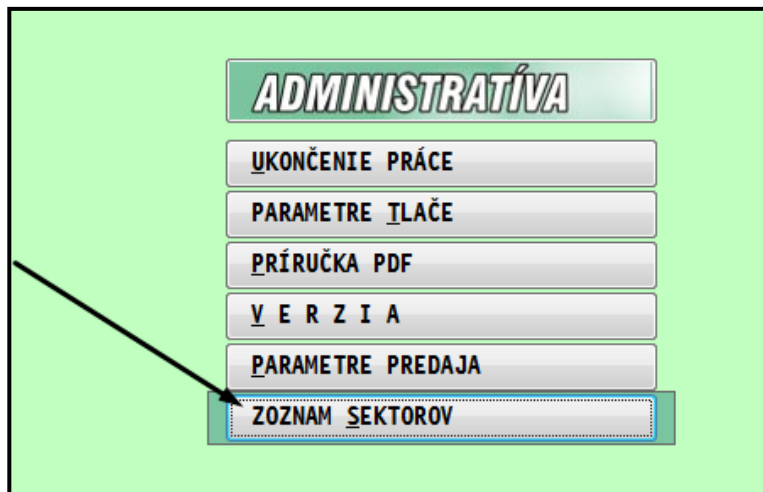 ADMINISTRATÍVA
UKONČENIE PRÁCE
PARAMETRE TLAČE
PRÍRUČKA PDF
V E R Z I A
PARAMETRE PREDAJA
ZOZNAM SEKTOROV